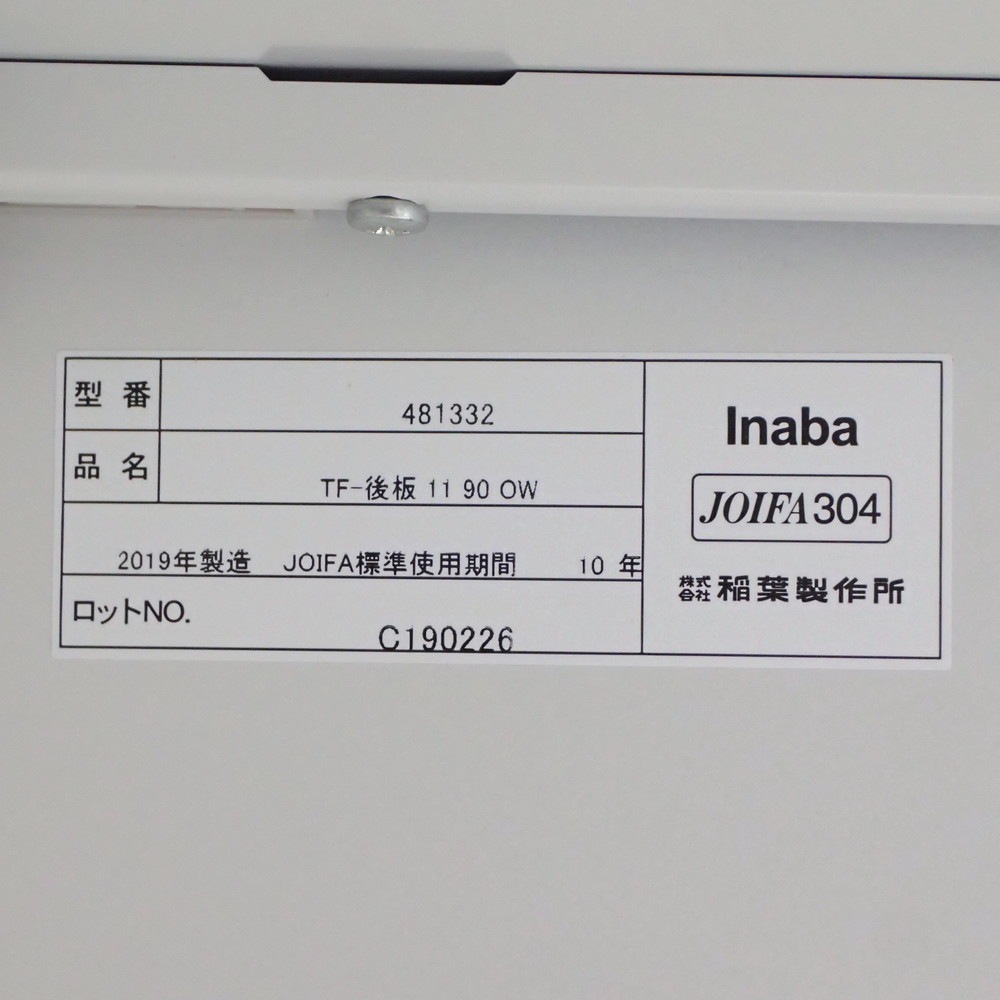 型番 481332
品名 TF-後板 11 90 OW
2019年製造 JOIFA標準使用期間 10 年
ロットNO. C190226
Inaba
JOIFA304
株式会社 稲葉製作所